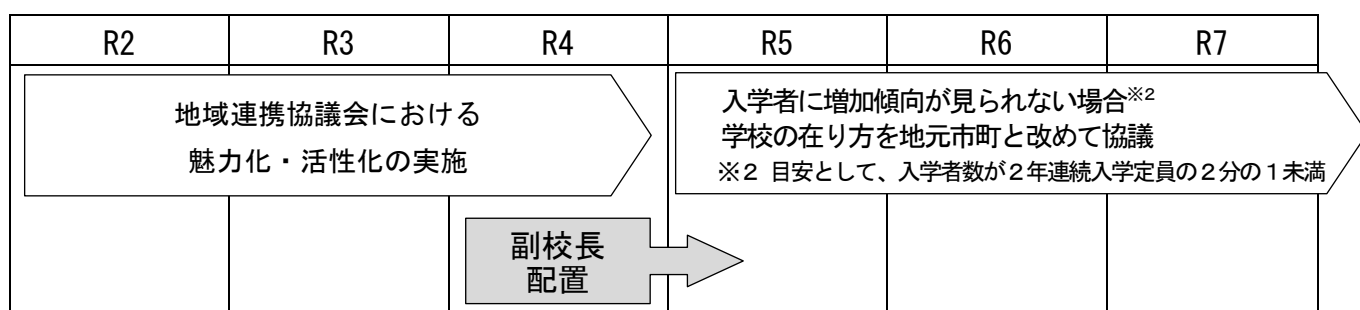 R2 R3 R4 R5 R6 R7
地域連携協議会における
魅力化・活性化の実施
入学者に増加傾向が見られない場合※2
学校の在り方を地元市町と改めて協議
※2 目安として、入学者数が2年連続入学定員の2分の1未満
副校長
配置